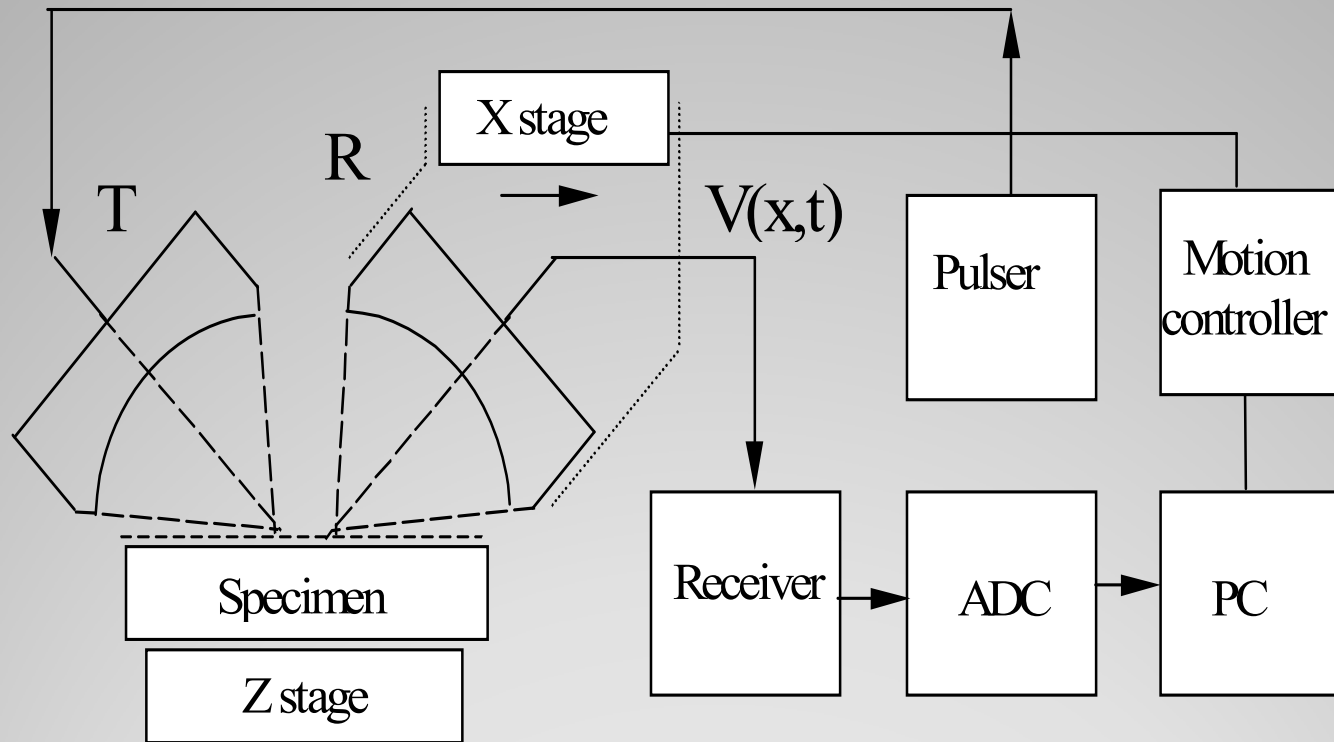 X stage
R
T
V(x,t)
Pulser
Motion
controller
Receiver
ADC
PC
Specimen
Z stage